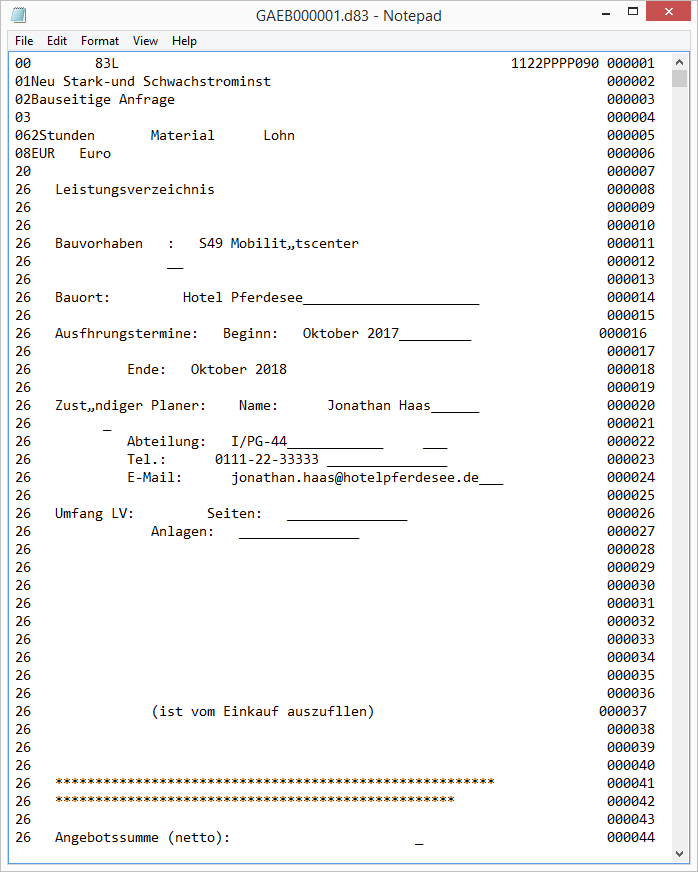 GAEB000001.d83 - Notepad
File Edit Format View Help
00        83L                                                 1122PPPP090 000001
01Neu Stark-und Schwachstrominst                                          000002
02Bauseitige Anfrage                                                      000003
03                                                                        000004
062Stunden       Material      Lohn                                       000005
08EUR   Euro                                                              000006
20                                                                        000007
26   Leistungsverzeichnis                                                 000008
26                                                                        000009
26                                                                        000010
26   Bauvorhaben   :   S49 Mobilit„tscenter                               000011
26                 __                                                     000012
26                                                                        000013
26   Bauort:         Hotel Pferdesee______________________                000014
26                                                                        000015
26   Ausfhrungstermine:   Beginn:   Oktober 2017_________                000016
26                                                                        000017
26            Ende:   Oktober 2018                                        000018
26                                                                        000019
26   Zust„ndiger Planer:    Name:      Jonathan Haas______                000020
26         _                                                              000021
26            Abteilung:   I/PG-44____________     ___                    000022
26            Tel.:      0111-22-33333 _______________                    000023
26            E-Mail:      jonathan.haas@hotelpferdesee.de___             000024
26                                                                        000025
26   Umfang LV:         Seiten:   _______________                         000026
26               Anlagen:   _______________                               000027
26                                                                        000028
26                                                                        000029
26                                                                        000030
26                                                                        000031
26                                                                        000032
26                                                                        000033
26                                                                        000034
26                                                                        000035
26                                                                        000036
26               (ist vom Einkauf auszufllen)                            000037
26                                                                        000038
26                                                                        000039
26                                                                        000040
26   *******************************************************              000041
26   **************************************************                   000042
26                                                                        000043
26   Angebotssumme (netto):                       _                       000044